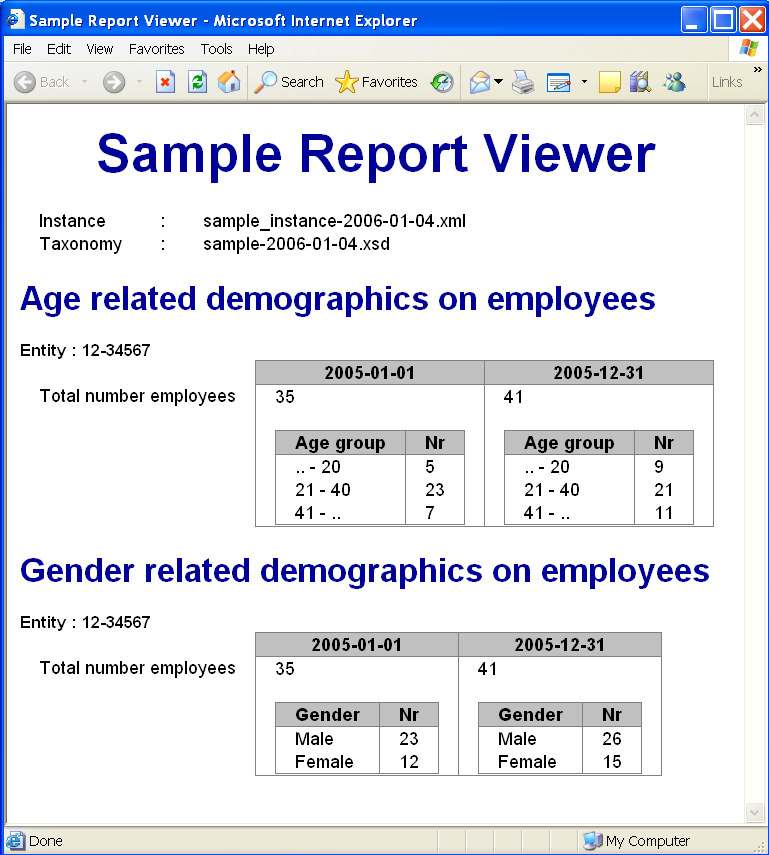 Sample Report Viewer - Microsoft Internet Explorer
File Edit View Favorites Tools Help
Back Search Favorites Links »
Sample Report Viewer
Instance : sample_instance-2006-01-04.xml
Taxonomy : sample-2006-01-04.xsd
Age related demographics on employees
Entity : 12-34567
2005-01-01 2005-12-31
Total number employees 35 41
Age group Nr Age group Nr
.. - 20 5 .. - 20 9
21 - 40 23 21 - 40 21
41 - .. 7 41 - .. 11
Gender related demographics on employees
Entity : 12-34567
2005-01-01 2005-12-31
Total number employees 35 41
Gender Nr Gender Nr
Male 23 Male 26
Female 12 Female 15
Done My Computer